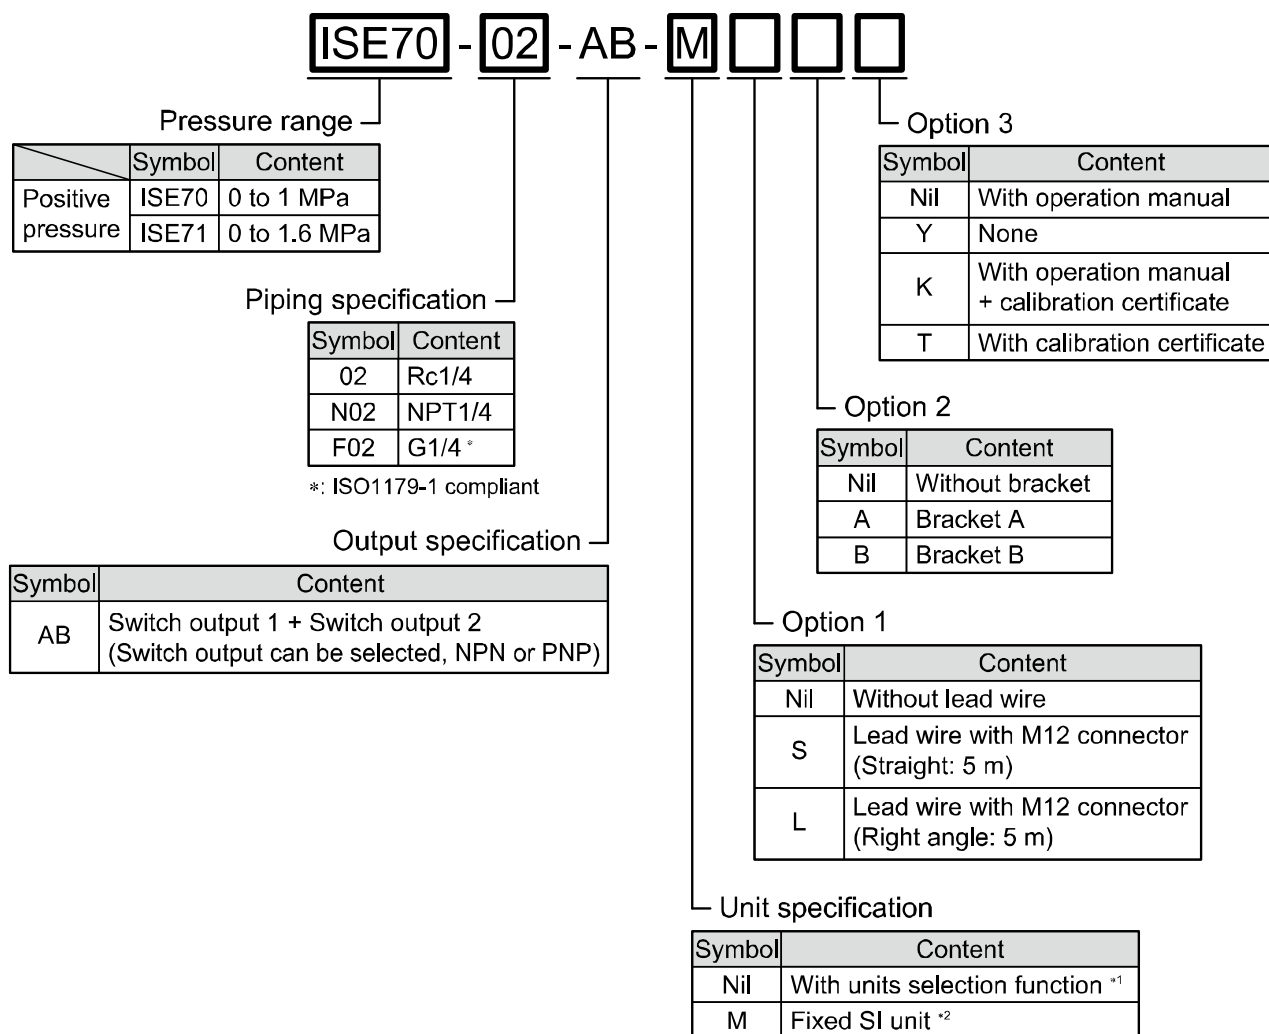 ISE70 - 02 - AB - M
Pressure range
Symbol Content
Positive pressure ISE70 0 to 1 MPa
ISE71 0 to 1.6 MPa
Piping specification
Symbol Content
02 Rc1/4
N02 NPT1/4
F02 G1/4 *
*: ISO1179-1 compliant
Output specification
Symbol Content
AB Switch output 1 + Switch output 2
(Switch output can be selected, NPN or PNP)
Option 3
Symbol Content
Nil With operation manual
Y None
K With operation manual
+ calibration certificate
T With calibration certificate
Option 2
Symbol Content
Nil Without bracket
A Bracket A
B Bracket B
Option 1
Symbol Content
Nil Without lead wire
S Lead wire with M12 connector
(Straight: 5 m)
L Lead wire with M12 connector
(Right angle: 5 m)
Unit specification
Symbol Content
Nil With units selection function *1
M Fixed SI unit *2